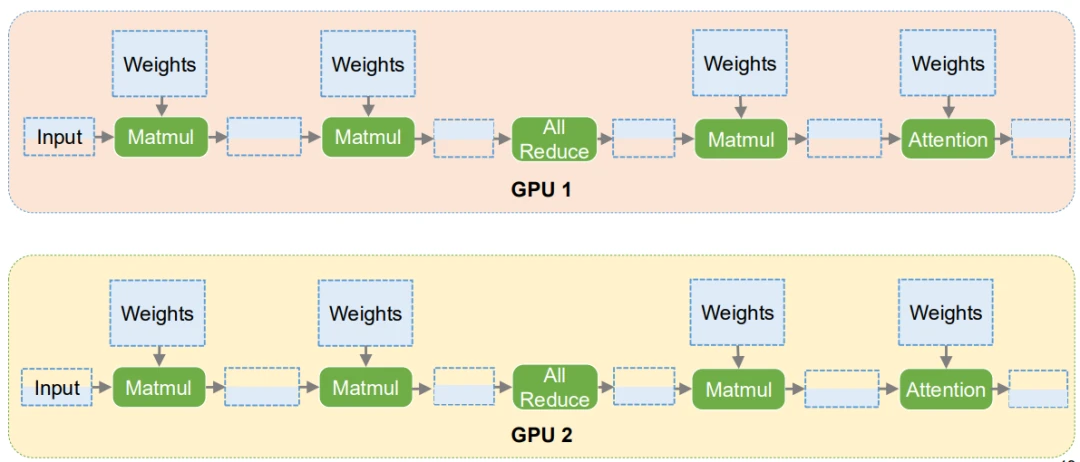 Weights
Weights
Weights
Weights
Input
Matmul
Matmul
All
Reduce
Matmul
Attention
GPU 1
Weights
Weights
Weights
Weights
Input
Matmul
Matmul
All
Reduce
Matmul
Attention
GPU 2